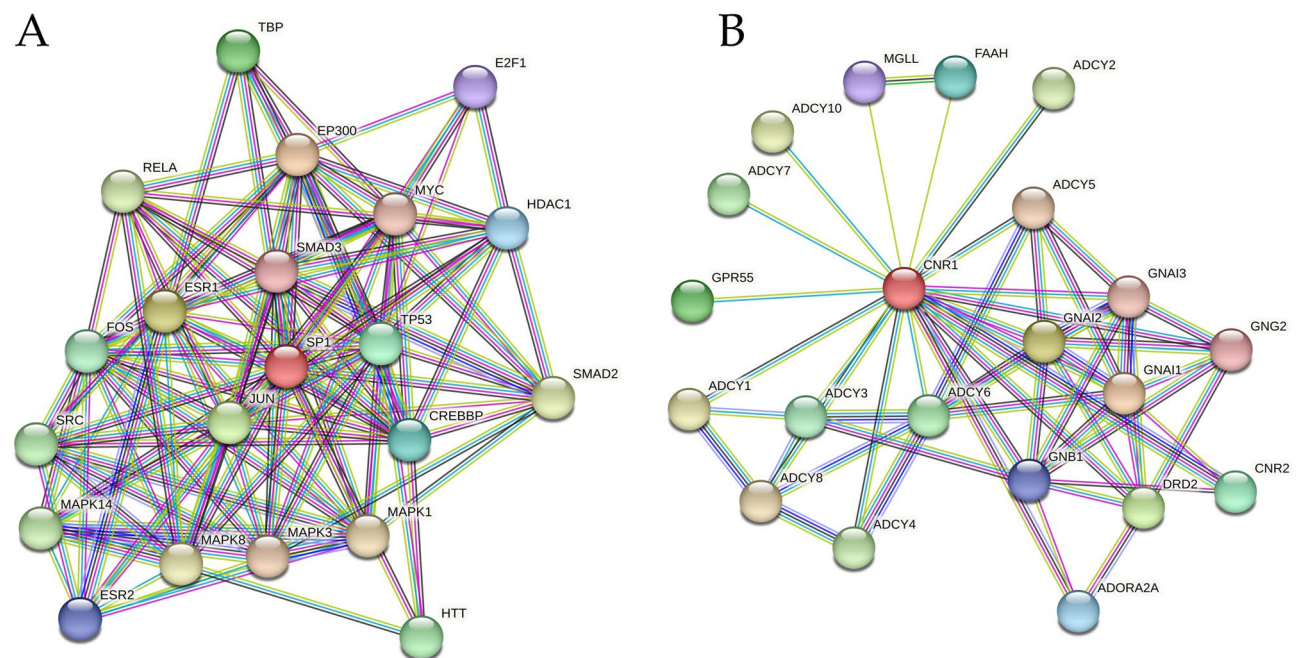 A
TBP
E2F1
EP300
RELA
MYC
HDAC1
SMAD3
ESR1
FOS
TP53
SP1
SMAD2
JUN
SRC
CREBBP
MAPK14
MAPK1
MAPK8
MAPK3
ESR2
HTT
B
MGLL
FAAH
ADCY2
ADCY10
ADCY7
ADCY5
CNR1
GNAI3
GPR55
GNAI2
GNG2
GNAI1
ADCY1
ADCY3
ADCY6
GNB1
CNR2
ADCY8
DRD2
ADCY4
ADORA2A